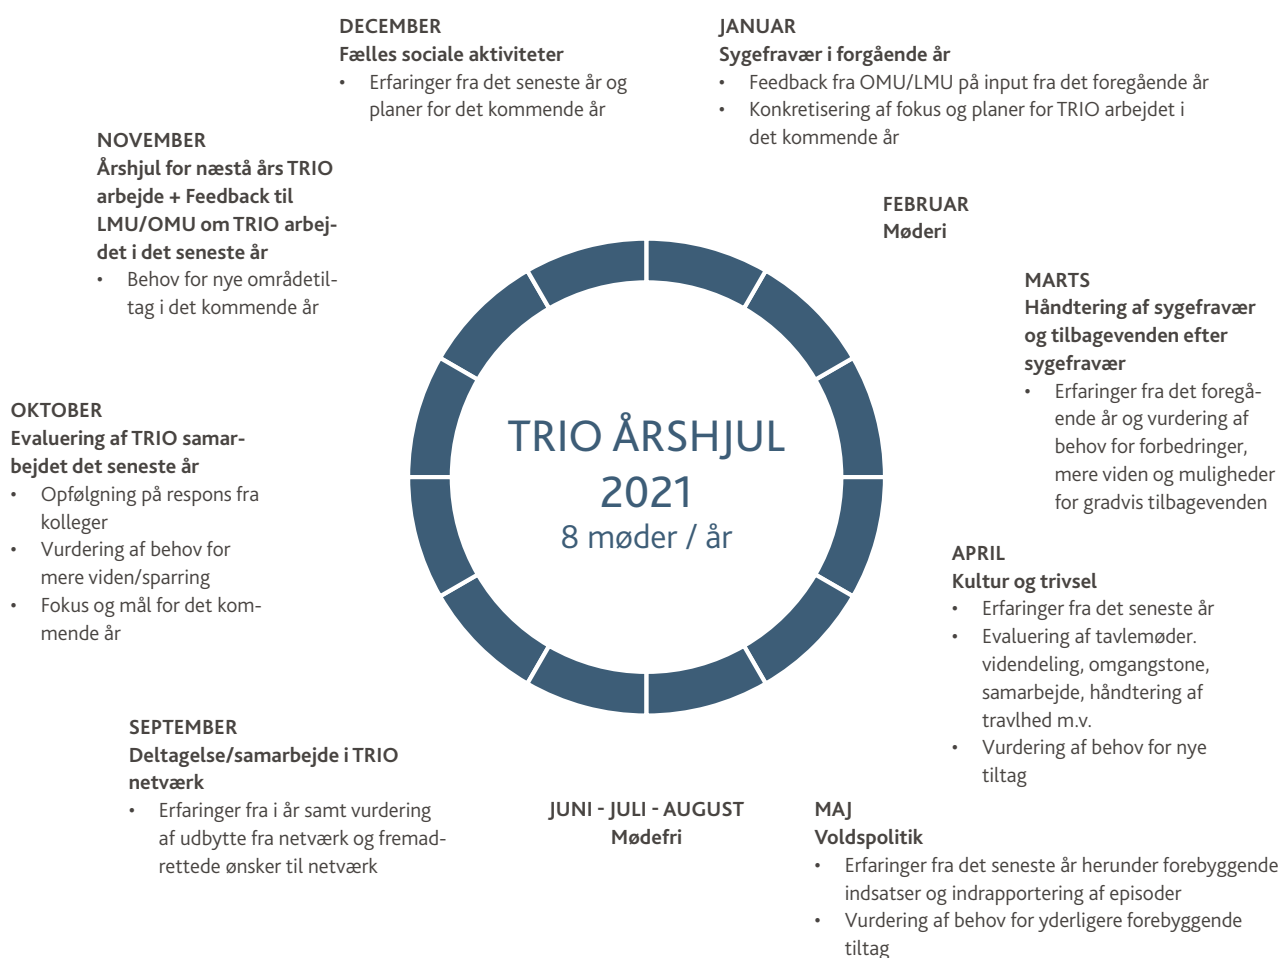 DECEMBER
Fælles sociale aktiviteter
• Erfaringer fra det seneste år og
planer for det kommende år
JANUAR
Sygefravær i forgående år
• Feedback fra OMU/LMU på input fra det foregående år
• Konkretisering af fokus og planer for TRIO arbejdet i
det kommende år
NOVEMBER
Årshjul for næstå års TRIO
arbejde + Feedback til
LMU/OMU om TRIO arbej-
det i det seneste år
• Behov for nye områdetil-
tag i det kommende år
FEBRUAR
Møderi
MARTS
Håndtering af sygefravær
og tilbagevenden efter
sygefravær
• Erfaringer fra det foregå-
ende år og vurdering af
behov for forbedringer,
mere viden og muligheder
for gradvis tilbagevenden
OKTOBER
Evaluering af TRIO samar-
bejdet det seneste år
• Opfølgning på respons fra
kolleger
• Vurdering af behov for
mere viden/sparring
• Fokus og mål for det kom-
mende år
TRIO ÅRSHJUL
2021
8 møder / år
APRIL
Kultur og trivsel
• Erfaringer fra det seneste år
• Evaluering af tavlemøder.
videndeling, omgangstone,
samarbejde, håndtering af
travlhed m.v.
• Vurdering af behov for nye
tiltag
SEPTEMBER
Deltagelse/samarbejde i TRIO
netværk
• Erfaringer fra i år samt vurdering
af udbytte fra netværk og fremad-
rettede ønsker til netværk
JUNI - JULI - AUGUST
Mødefri
MAJ
Voldspolitik
• Erfaringer fra det seneste år herunder forebyggende
indsatser og indrapportering af episoder
• Vurdering af behov for yderligere forebyggende
tiltag